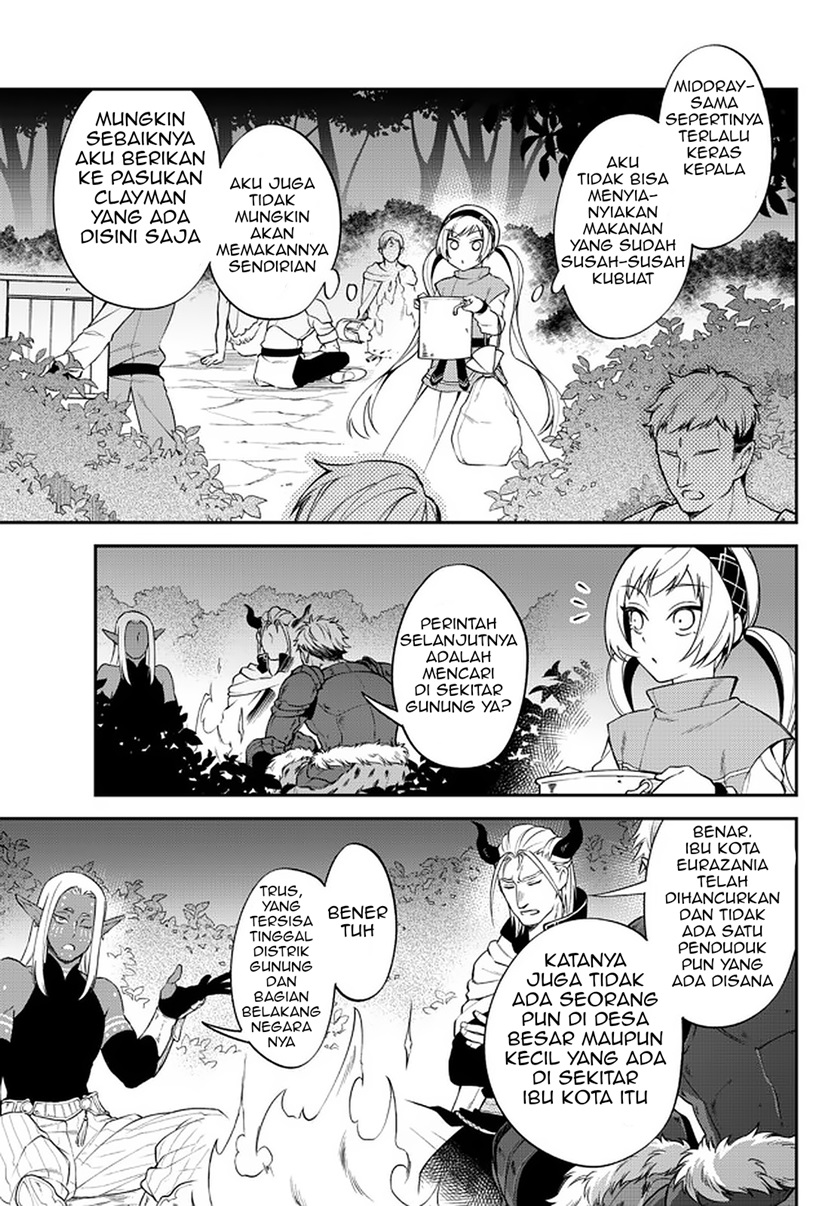 MIDDRAY-
SAMA
SEPERTINYA
TERLALU
KERAS
KEPALA
AKU
TIDAK BISA
MENYIA-
NYIAKAN
MAKANAN
YANG SUDAH
SUSAH-SUSAH
KUBUAT
AKU JUGA
TIDAK
MUNGKIN
AKAN
MEMAKANNYA
SENDIRIAN
MUNGKIN
SEBAIKNYA
AKU BERIKAN
KE PASUKAN
CLAYMAN
YANG ADA
DISINI SAJA
PERINTAH
SELANJUTNYA
ADALAH
MENCARI
DI SEKITAR
GUNUNG YA?
BENAR.
IBU KOTA
EURAZANIA
TELAH
DIHANCURKAN
DAN TIDAK
ADA SATU
PENDUDUK
PUN YANG
ADA DISANA
KATANYA
JUGA TIDAK
ADA SEORANG
PUN DI DESA
BESAR MAUPUN
KECIL YANG ADA
DI SEKITAR
IBU KOTA ITU
BENER
TUH
TRUS, YANG
TERSISA
TINGGAL
DISTRIK
GUNUNG
DAN
BAGIAN
BELAKANG
NEGARA
NYA